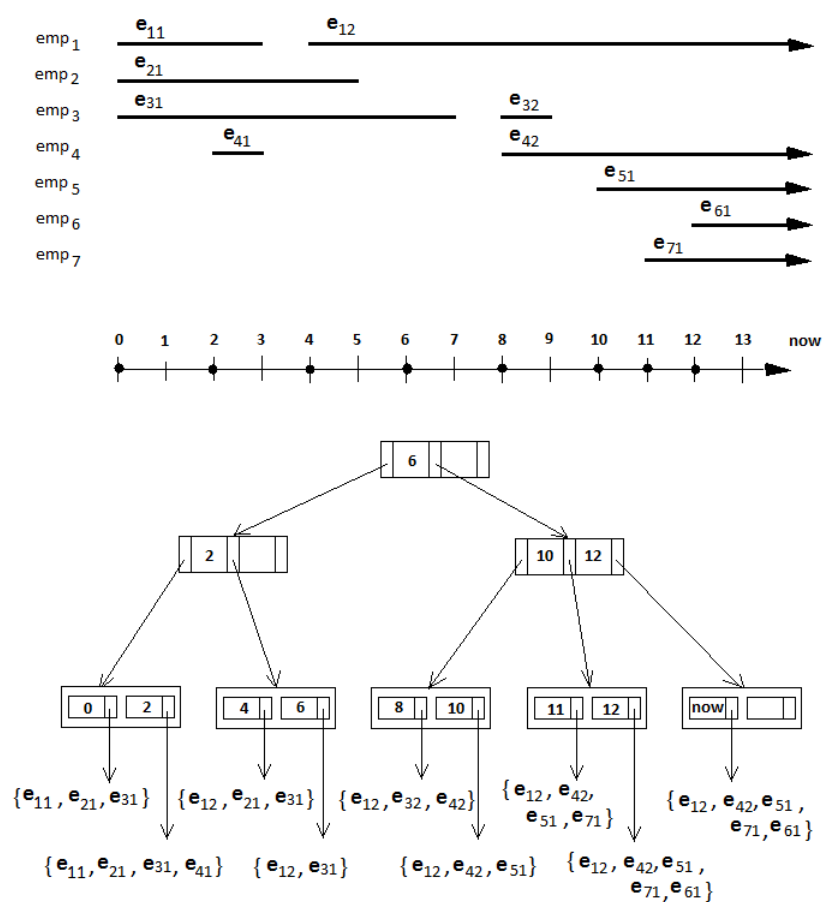 emp1 e11 e12
emp2 e21
emp3 e31 e32
emp4 e41 e42
emp5 e51
emp6 e61
emp7 e71
0 1 2 3 4 5 6 7 8 9 10 11 12 13 now
6
2
10 12
0 2
4 6
8 10
11 12
now
{e11, e21, e31}
{e12, e21, e31}
{e12, e32, e42}
{e12, e42,
e51, e71}
{e12, e42, e51,
e71, e61}
{e11, e21, e31, e41}
{e12, e31}
{e12, e42, e51}
{e12, e42, e51,
e71, e61}